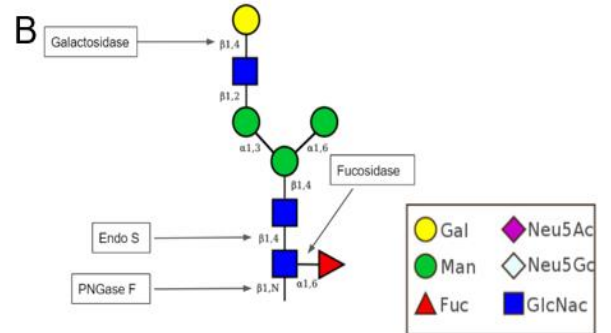 B
Galactosidase
β1,4
β1,2
α1,3
α1,6
Fucosidase
β1,4
Endo S
β1,4
α1,6
PNGase F
β1,N
Gal
Neu5Ac
Man
Neu5Gc
Fuc
GlcNac